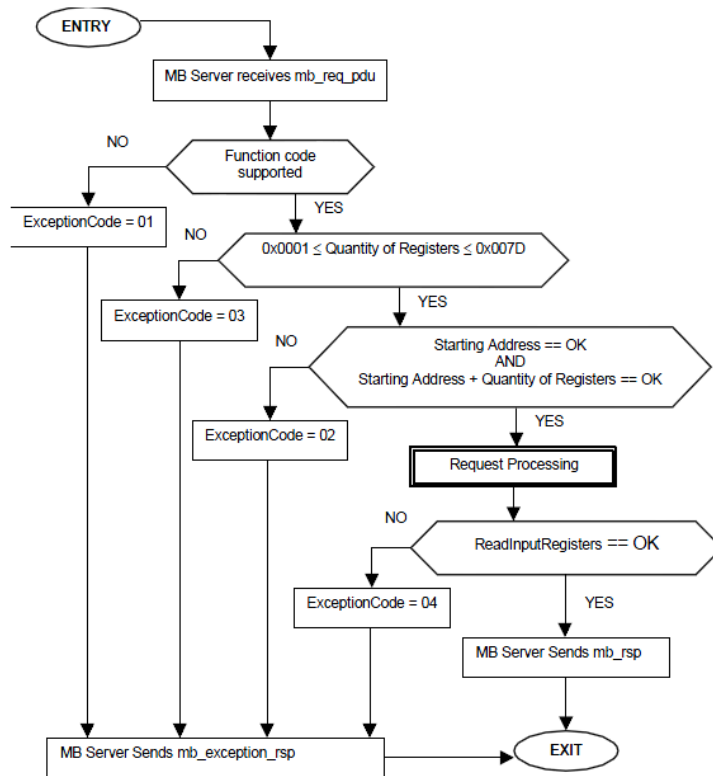 ENTRY
MB Server receives mb_req_pdu
NO
Function code
supported
YES
ExceptionCode = 01
NO
0x0001 ≤ Quantity of Registers ≤ 0x007D
YES
ExceptionCode = 03
NO
Starting Address == OK
AND
Starting Address + Quantity of Registers == OK
YES
ExceptionCode = 02
Request Processing
NO
ReadInputRegisters == OK
YES
ExceptionCode = 04
MB Server Sends mb_rsp
MB Server Sends mb_exception_rsp
EXIT